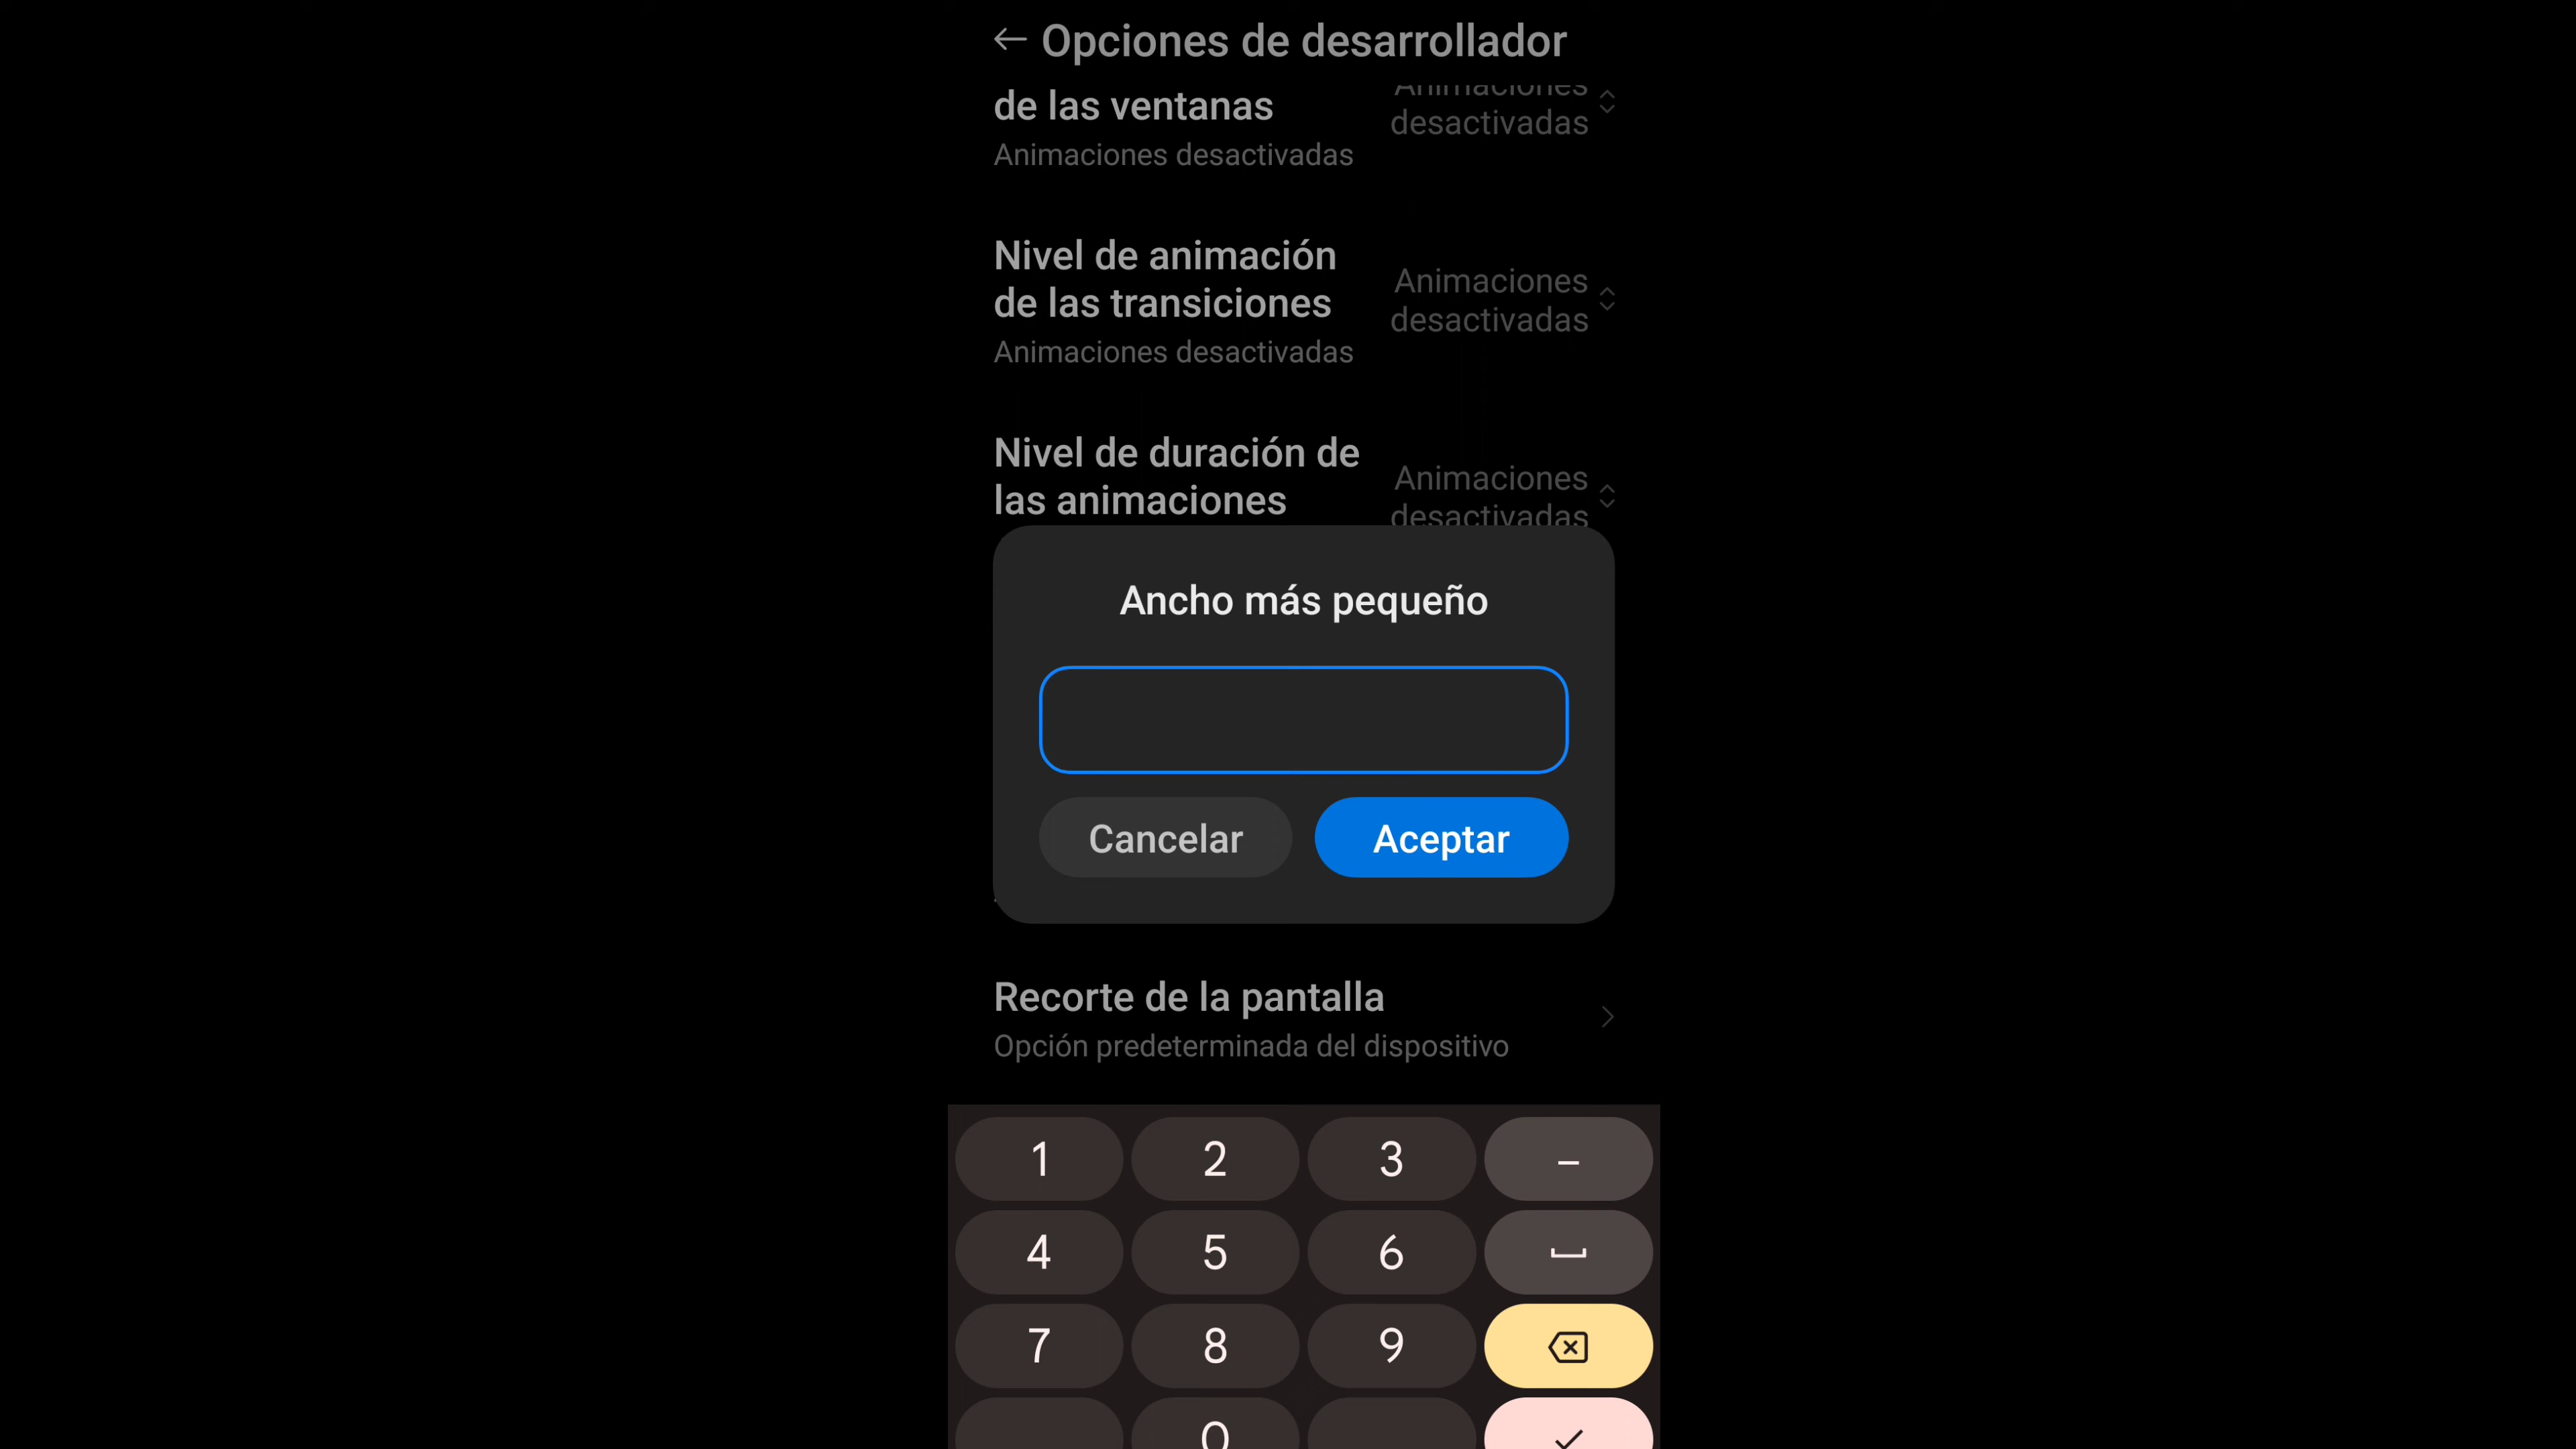 Opciones de desarrollador
de las ventanas
Animaciones
desactivadas
Animaciones desactivadas
Nivel de animación
de las transiciones
Animaciones
desactivadas
Animaciones desactivadas
Nivel de duración de
las animaciones
Animaciones
desactivadas
Ancho más pequeño
Cancelar
Aceptar
Recorte de la pantalla
Opción predeterminada del dispositivo
1 2 3 –
4 5 6
7 8 9
0